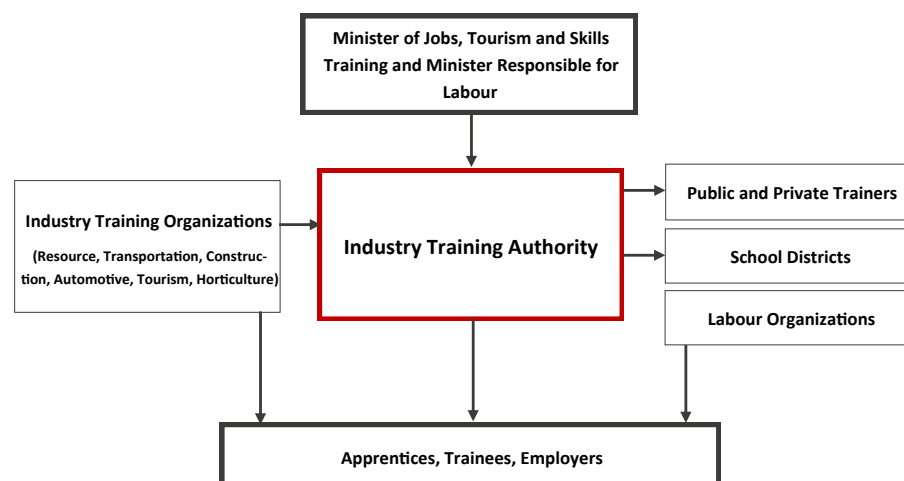 Minister of Jobs, Tourism and Skills
Training and Minister Responsible for
Labour
Industry Training Organizations
(Resource, Transportation, Construc-
tion, Automotive, Tourism, Horticulture)
Industry Training Authority
Public and Private Trainers
School Districts
Labour Organizations
Apprentices, Trainees, Employers